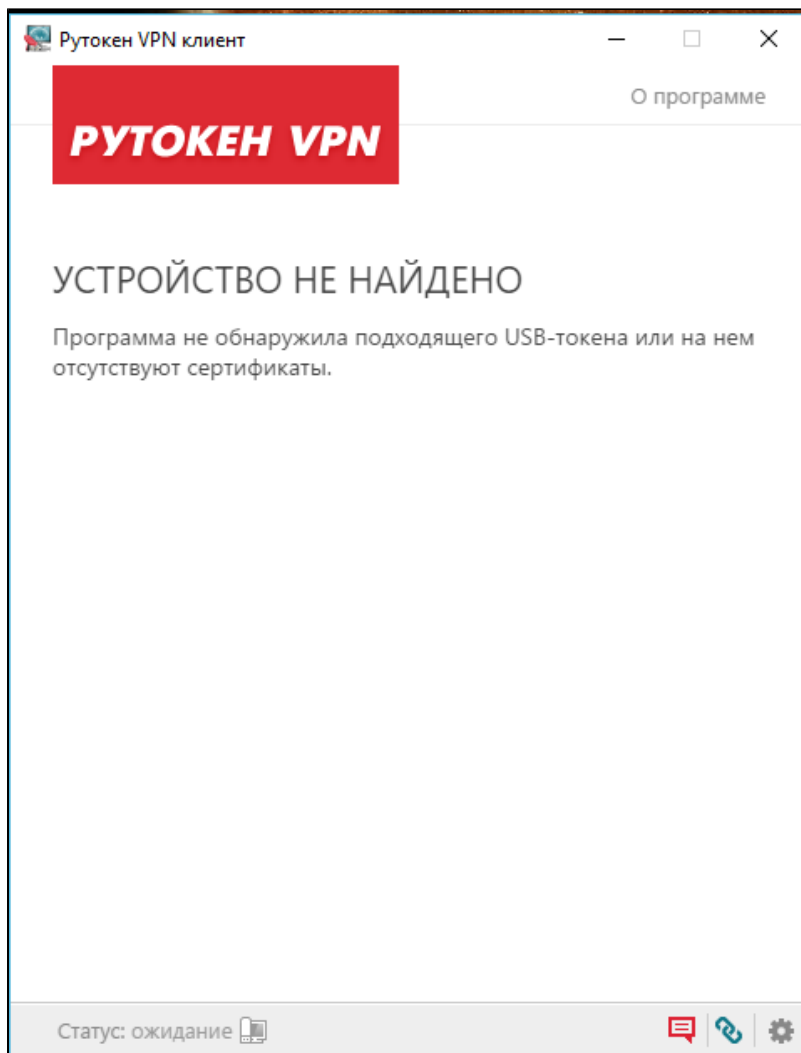 Рутокен VPN клиент
О программе
РУТОКЕН VPN
УСТРОЙСТВО НЕ НАЙДЕНО
Программа не обнаружила подходящего USB-токена или на нем
отсутствуют сертификаты.
Статус: ожидание